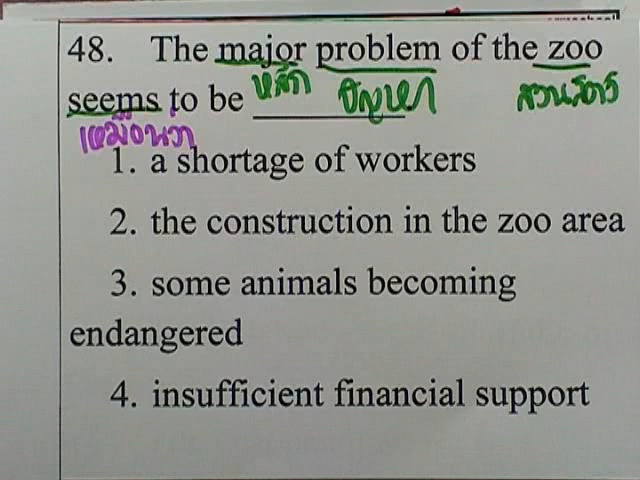 48. The major problem of the zoo
หลัก ปัญหา สวนสัตว์
seems to be ____________
เหมือนว่า
1. a shortage of workers
2. the construction in the zoo area
3. some animals becoming
endangered
4. insufficient financial support